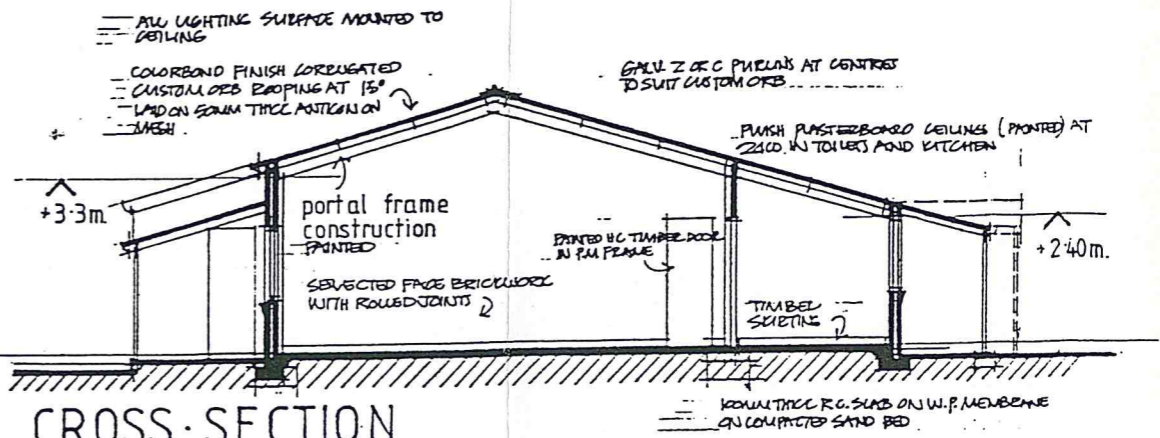 ALL LIGHTING SURFACE MOUNTED TO
CEILING
COLORBOND FINISH CORRUGATED
CUSTOM ORB ROOFING AT 15°
LAID ON 50MM THICK ANTICON ON
MESH.
GALV. Z OR C PURLINS AT CENTRES
TO SUIT CUSTOM ORB
FLUSH PLASTERBOARD CEILINGS (PAINTED) AT
2400. IN TOILETS AND KITCHEN
+3·3m.
portal frame
construction
PAINTED
PAINTED HC TIMBER DOOR
IN P.M FRAME
+2·40m.
SELECTED FACE BRICKWORK
WITH ROLLED JOINTS
TIMBER
SKIRTING
100MM THICK R.C. SLAB ON W.P. MEMBRANE
ON COMPACTED SAND BED
CROSS·SECTION